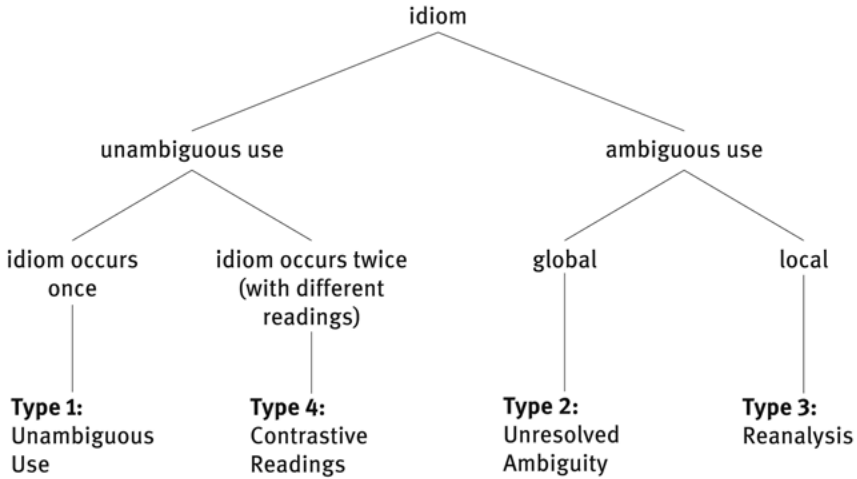 idiom
unambiguous use
ambiguous use
idiom occurs
once
idiom occurs twice
(with different
readings)
global
local
Type 1:
Unambiguous
Use
Type 4:
Contrastive
Readings
Type 2:
Unresolved
Ambiguity
Type 3:
Reanalysis